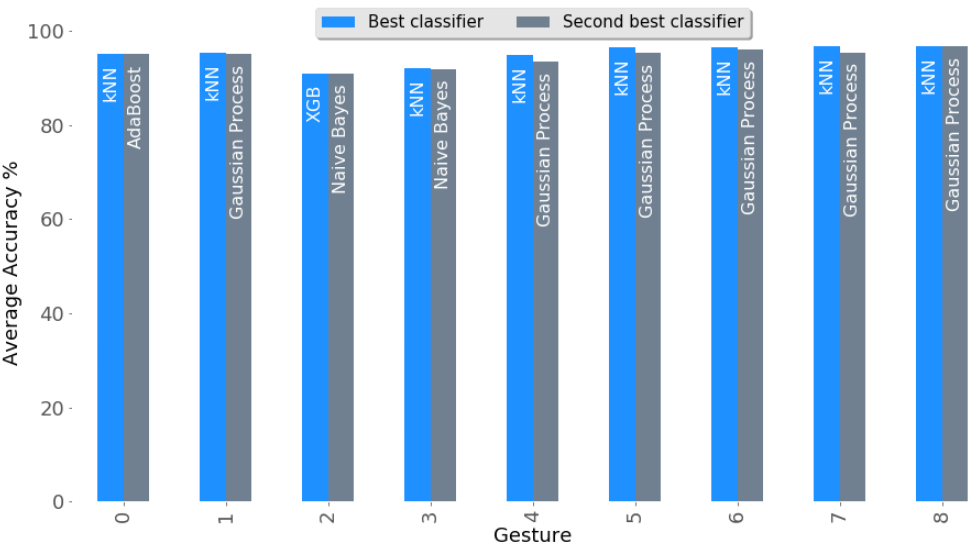 Best classifier
Second best classifier
Average Accuracy %
100
80
60
40
20
0
kNN
AdaBoost
kNN
Gaussian Process
XGB
Naive Bayes
kNN
Naive Bayes
kNN
Gaussian Process
kNN
Gaussian Process
kNN
Gaussian Process
kNN
Gaussian Process
kNN
Gaussian Process
0
1
2
3
4
5
6
7
8
Gesture